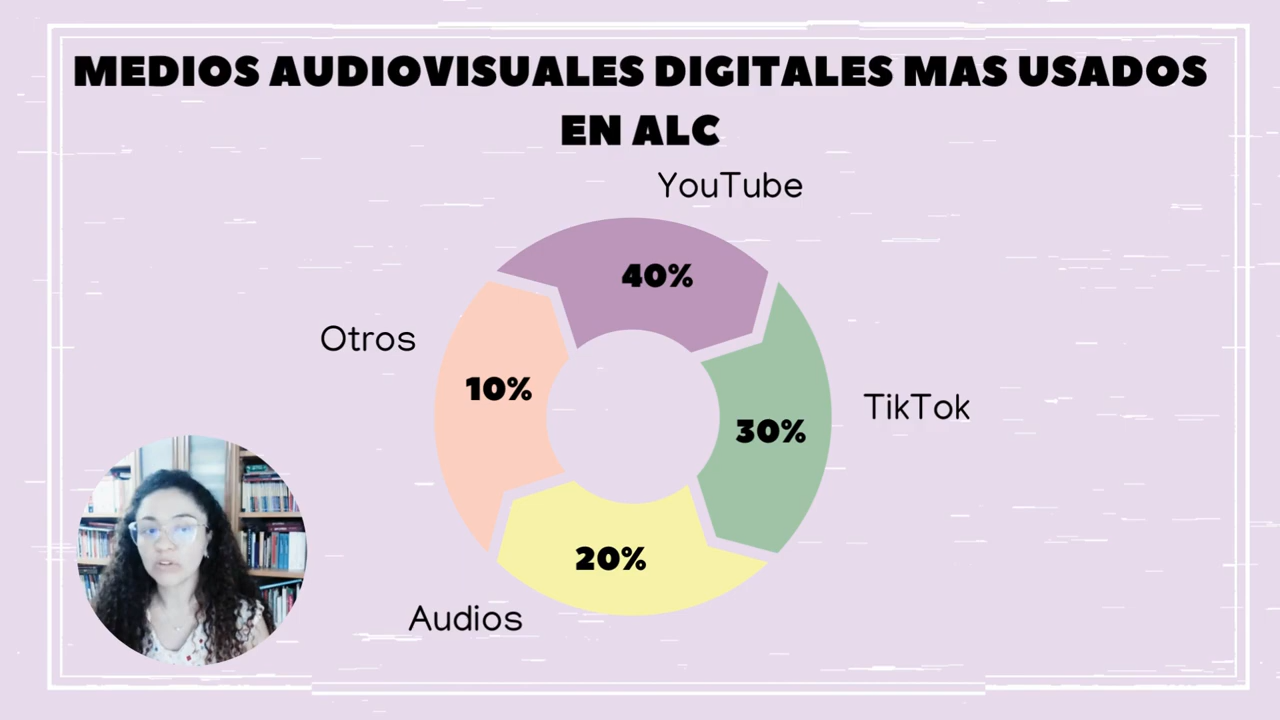 MEDIOS AUDIOVISUALES DIGITALES MAS USADOS
EN ALC
YouTube
40%
Otros
10%
TikTok
30%
20%
Audios